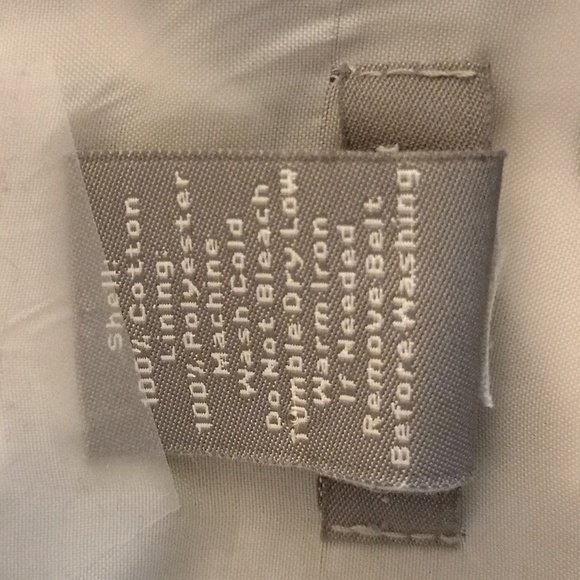 Shell:
100% Cotton
Lining:
100% Polyester
Machine
Wash Cold
Do Not Bleach
Tumble Dry Low
Warm Iron
If Needed
Remove Belt
Before Washing